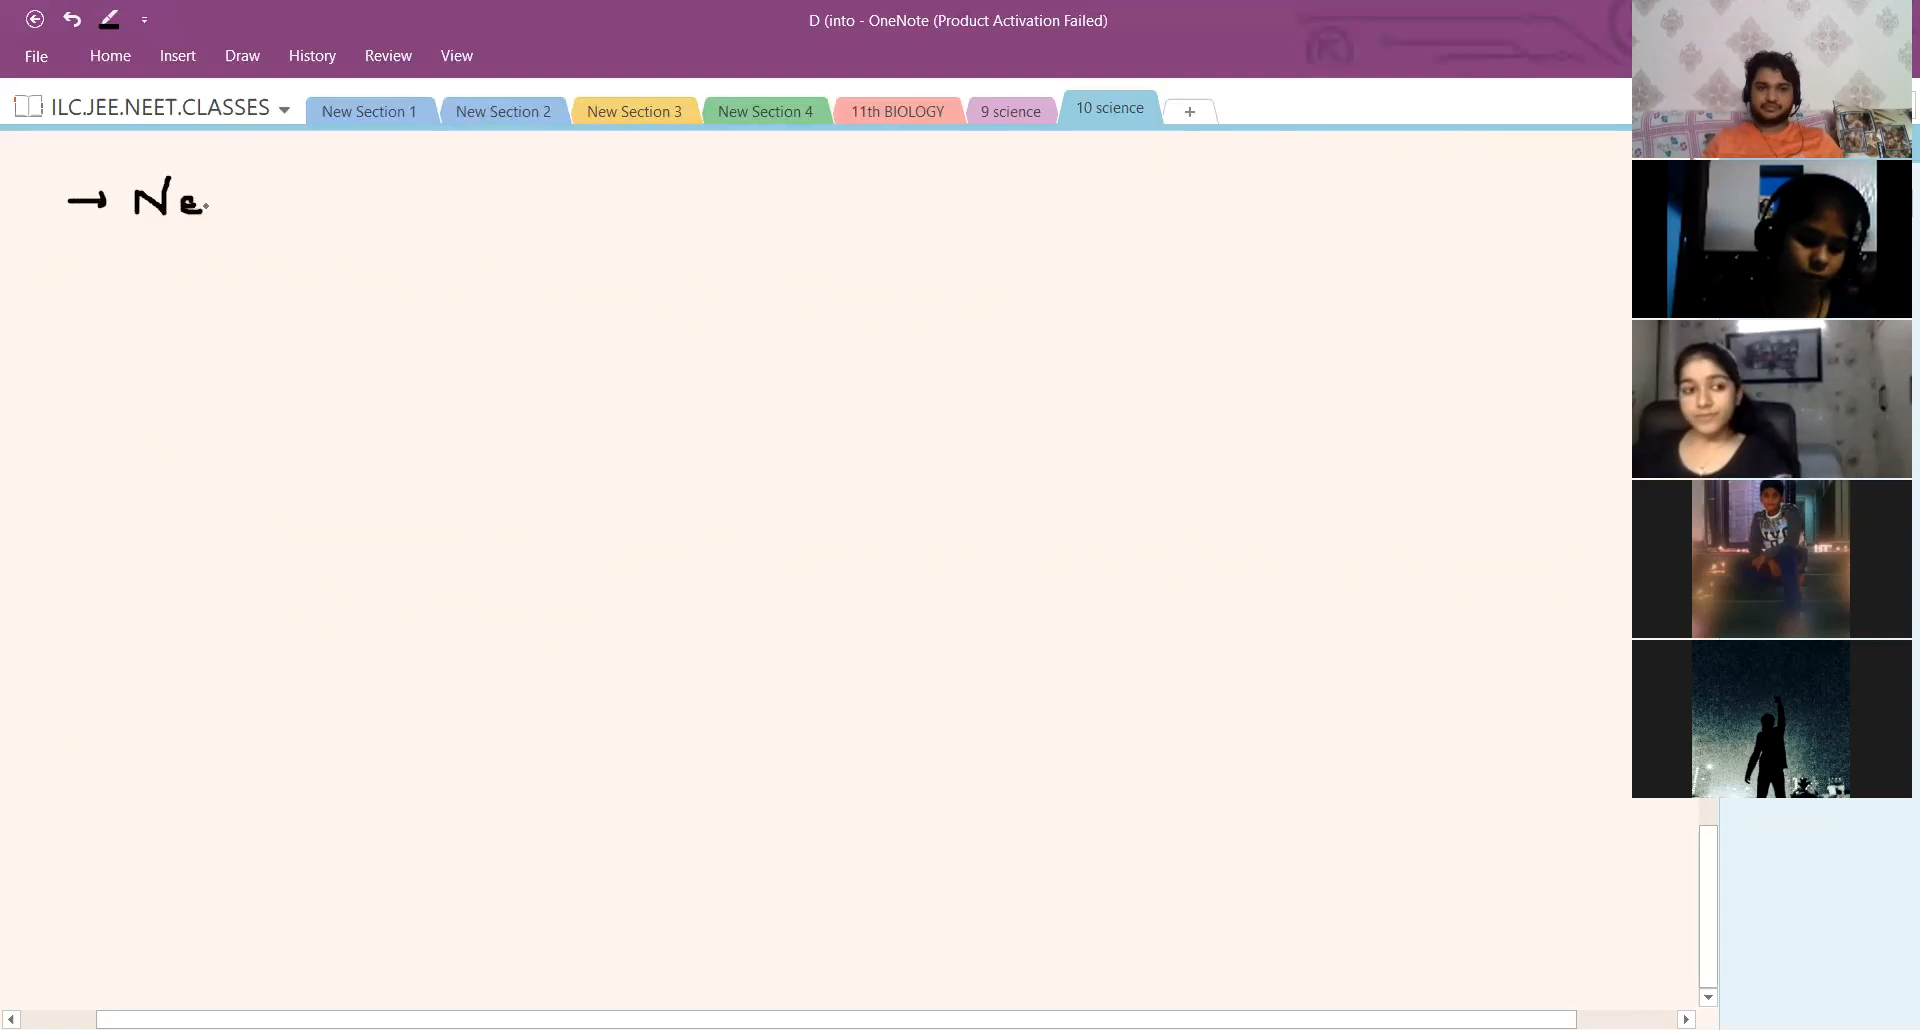 D (into - OneNote (Product Activation Failed)
File Home Insert Draw History Review View
ILC.JEE.NEET.CLASSES New Section 1 New Section 2 New Section 3 New Section 4 11th BIOLOGY 9 science 10 science +
→ Ne